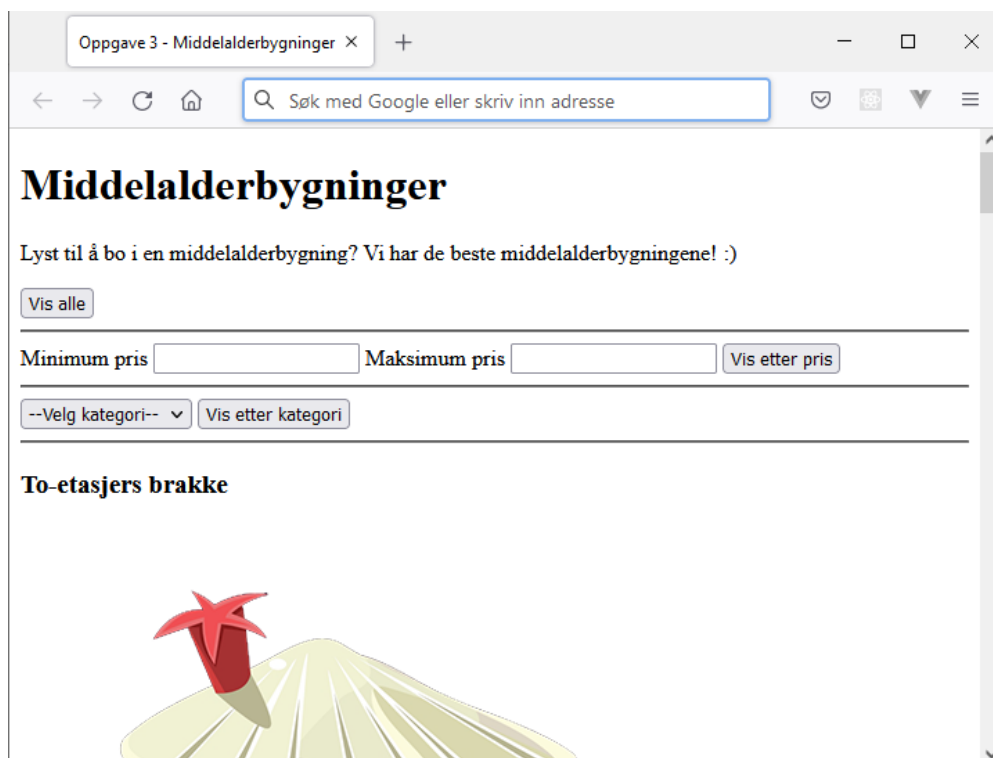 Oppgave 3 - Middelalderbygninger
Søk med Google eller skriv inn adresse
Middelalderbygninger
Lyst til å bo i en middelalderbygning? Vi har de beste middelalderbygningene! :)
Vis alle
Minimum pris Maksimum pris Vis etter pris
--Velg kategori-- Vis etter kategori
To-etasjers brakke